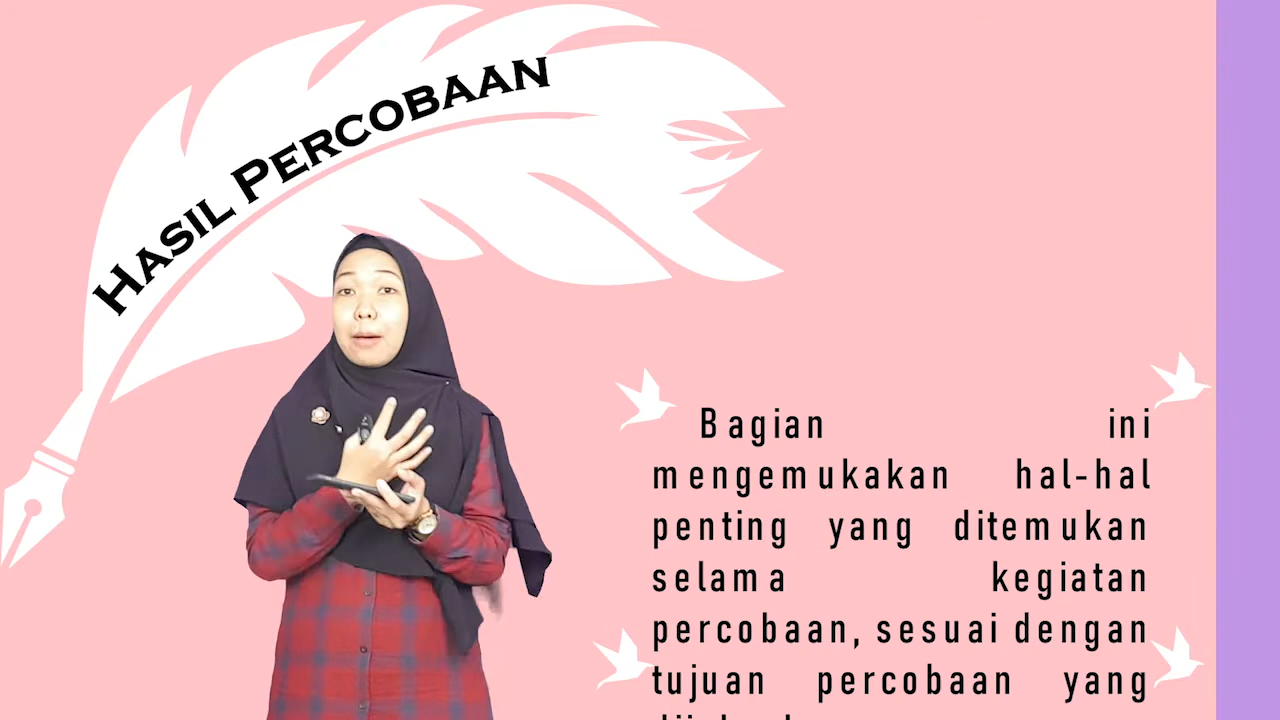 HASIL PERCOBAAN
Bagian ini
mengemukakan hal-hal
penting yang ditemukan
selama kegiatan
percobaan, sesuai dengan
tujuan percobaan yang